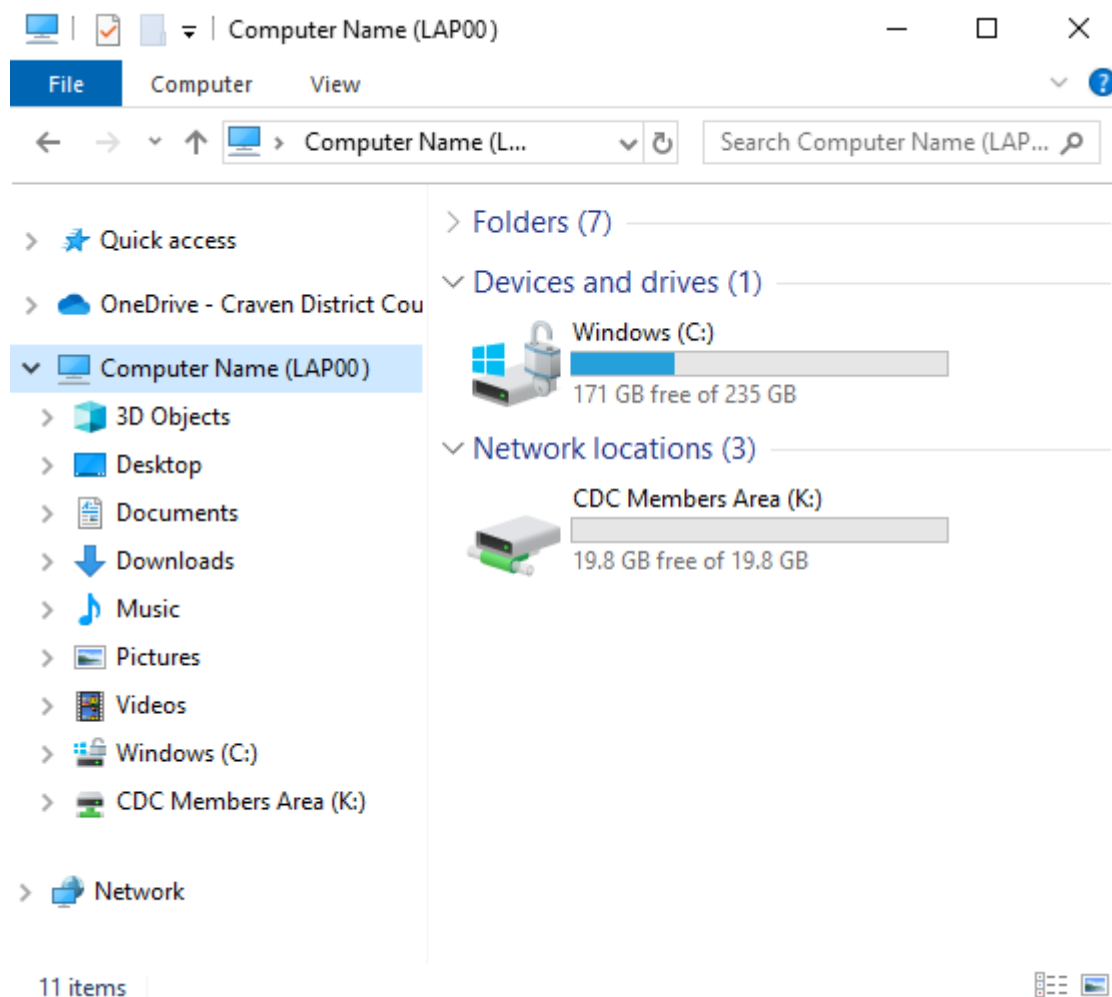 Computer Name (LAP00)
File Computer View
?
Computer Name (L... Search Computer Name (LAP...
Quick access
OneDrive - Craven District Cou
Computer Name (LAP00)
3D Objects
Desktop
Documents
Downloads
Music
Pictures
Videos
Windows (C:)
CDC Members Area (K:)
Network
Folders (7)
Devices and drives (1)
Windows (C:)
171 GB free of 235 GB
Network locations (3)
CDC Members Area (K:)
19.8 GB free of 19.8 GB
11 items